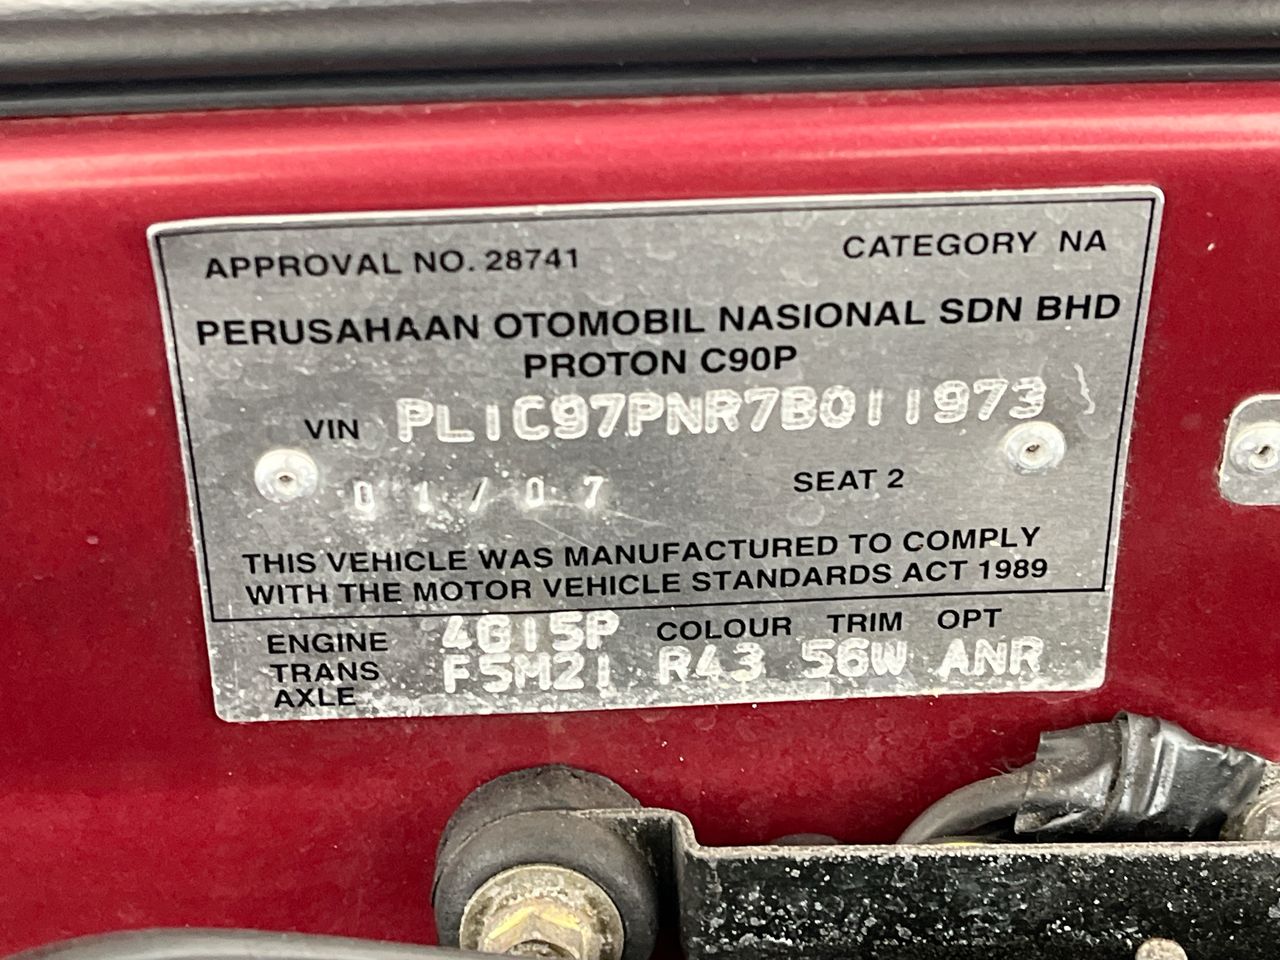 APPROVAL NO. 28741 CATEGORY NA
PERUSAHAAN OTOMOBIL NASIONAL SDN BHD
PROTON C90P
VIN PL1C97PNR7B011973
01/07 SEAT 2
THIS VEHICLE WAS MANUFACTURED TO COMPLY
WITH THE MOTOR VEHICLE STANDARDS ACT 1989
ENGINE 4G15P COLOUR TRIM OPT
TRANS F5M21 R43 56W ANR
AXLE